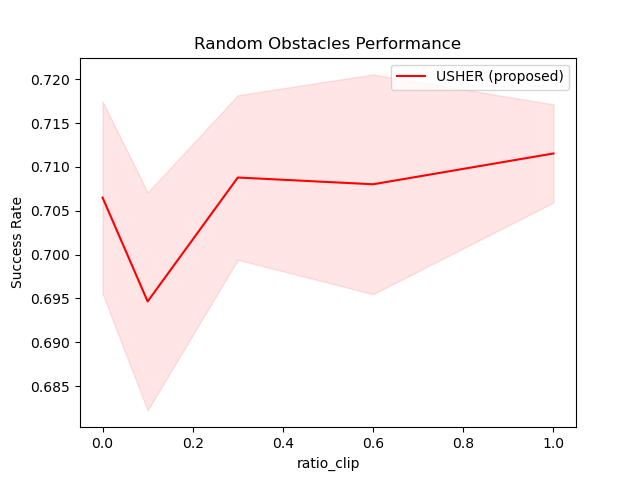 Random Obstacles Performance
USHER (proposed)
Success Rate
0.720
0.715
0.710
0.705
0.700
0.695
0.690
0.685
0.0 0.2 0.4 0.6 0.8 1.0
ratio_clip